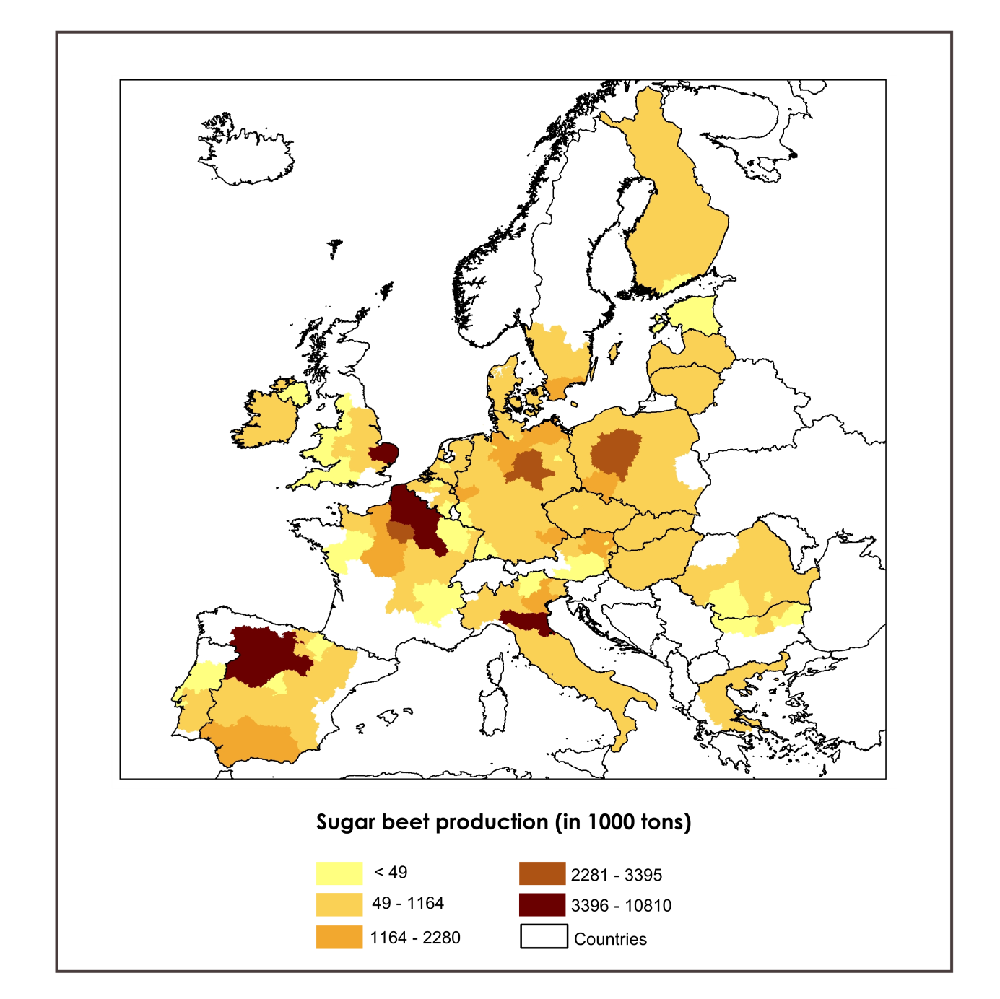 Sugar beet production (in 1000 tons)
< 49
49 - 1164
1164 - 2280
2281 - 3395
3396 - 10810
Countries